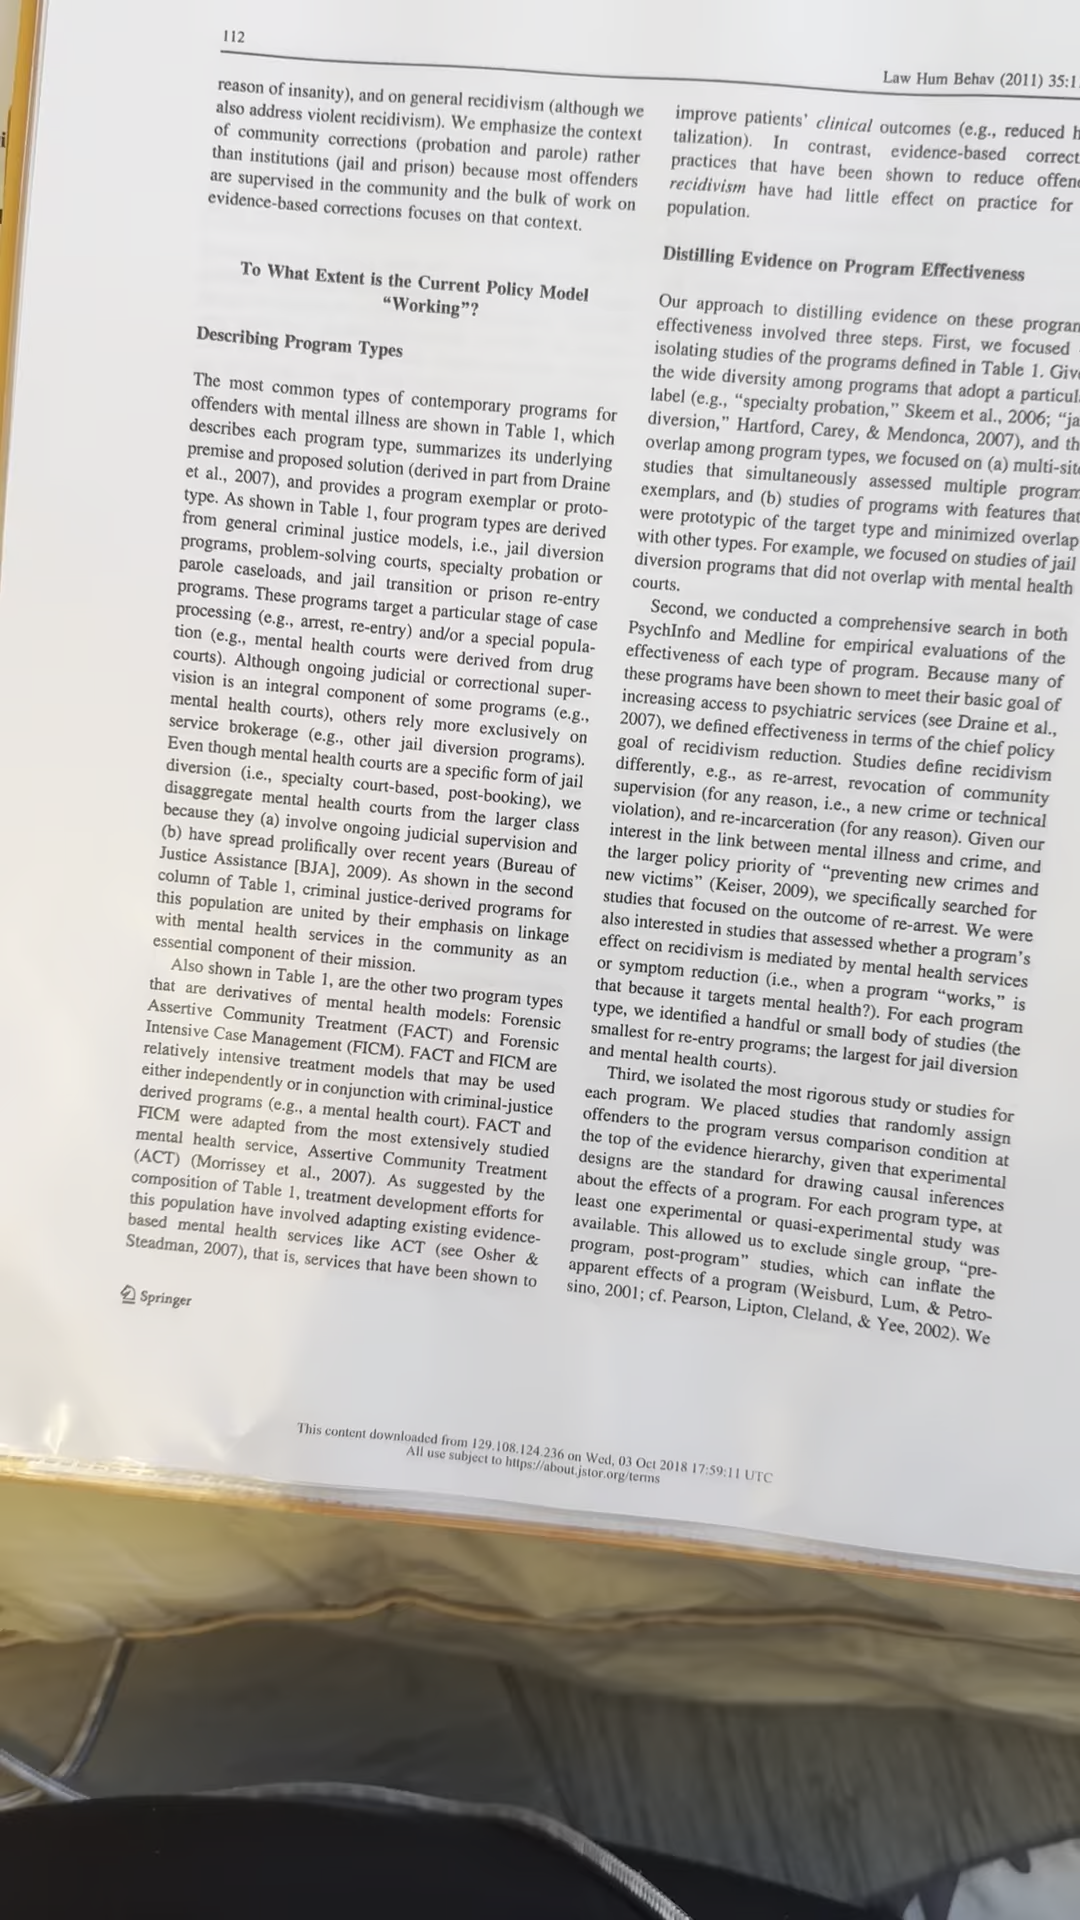 112
Law Hum Behav (2011) 35:1
reason of insanity), and on general recidivism (although we
also address violent recidivism). We emphasize the context
of community corrections (probation and parole) rather
than institutions (jail and prison) because most offenders
are supervised in the community and the bulk of work on
evidence-based corrections focuses on that context.
To What Extent is the Current Policy Model
“Working”?
Describing Program Types
The most common types of contemporary programs for
offenders with mental illness are shown in Table 1, which
describes each program type, summarizes its underlying
premise and proposed solution (derived in part from Draine
et al., 2007), and provides a program exemplar or proto-
type. As shown in Table 1, four program types are derived
from general criminal justice models, i.e., jail diversion
programs, problem-solving courts, specialty probation or
parole caseloads, and jail transition or prison re-entry
programs. These programs target a particular stage of case
processing (e.g., arrest, re-entry) and/or a special popula-
tion (e.g., mental health courts were derived from drug
courts). Although ongoing judicial or correctional super-
vision is an integral component of some programs (e.g.,
mental health courts), others rely more exclusively on
service brokerage (e.g., other jail diversion programs).
Even though mental health courts are a specific form of jail
diversion (i.e., specialty court-based, post-booking), we
disaggregate mental health courts from the larger class
because they (a) involve ongoing judicial supervision and
(b) have spread prolifically over recent years (Bureau of
Justice Assistance [BJA], 2009). As shown in the second
column of Table 1, criminal justice-derived programs for
this population are united by their emphasis on linkage
with mental health services in the community as an
essential component of their mission.
Also shown in Table 1, are the other two program types
that are derivatives of mental health models: Forensic
Assertive Community Treatment (FACT) and Forensic
Intensive Case Management (FICM). FACT and FICM are
relatively intensive treatment models that may be used
either independently or in conjunction with criminal-justice
derived programs (e.g., a mental health court). FACT and
FICM were adapted from the most extensively studied
mental health service, Assertive Community Treatment
(ACT) (Morrissey et al., 2007). As suggested by the
composition of Table 1, treatment development efforts for
this population have involved adapting existing evidence-
based mental health services like ACT (see Osher &
Steadman, 2007), that is, services that have been shown to
improve patients’ clinical outcomes (e.g., reduced h
talization). In contrast, evidence-based correct
practices that have been shown to reduce offend
recidivism have had little effect on practice for
population.
Distilling Evidence on Program Effectiveness
Our approach to distilling evidence on these program
effectiveness involved three steps. First, we focused
isolating studies of the programs defined in Table 1. Giv
the wide diversity among programs that adopt a particul
label (e.g., “specialty probation,” Skeem et al., 2006; “ja
diversion,” Hartford, Carey, & Mendonca, 2007), and th
overlap among program types, we focused on (a) multi-site
studies that simultaneously assessed multiple program
exemplars, and (b) studies of programs with features that
were prototypic of the target type and minimized overlap
with other types. For example, we focused on studies of jail
diversion programs that did not overlap with mental health
courts.
Second, we conducted a comprehensive search in both
PsychInfo and Medline for empirical evaluations of the
effectiveness of each type of program. Because many of
these programs have been shown to meet their basic goal of
increasing access to psychiatric services (see Draine et al.,
2007), we defined effectiveness in terms of the chief policy
goal of recidivism reduction. Studies define recidivism
differently, e.g., as re-arrest, revocation of community
supervision (for any reason, i.e., a new crime or technical
violation), and re-incarceration (for any reason). Given our
interest in the link between mental illness and crime, and
the larger policy priority of “preventing new crimes and
new victims” (Keiser, 2009), we specifically searched for
studies that focused on the outcome of re-arrest. We were
also interested in studies that assessed whether a program’s
effect on recidivism is mediated by mental health services
or symptom reduction (i.e., when a program “works,” is
that because it targets mental health?). For each program
type, we identified a handful or small body of studies (the
smallest for re-entry programs; the largest for jail diversion
and mental health courts).
Third, we isolated the most rigorous study or studies for
each program. We placed studies that randomly assign
offenders to the program versus comparison condition at
the top of the evidence hierarchy, given that experimental
designs are the standard for drawing causal inferences
about the effects of a program. For each program type, at
least one experimental or quasi-experimental study was
available. This allowed us to exclude single group, “pre-
program, post-program” studies, which can inflate the
apparent effects of a program (Weisburd, Lum, & Petro-
sino, 2001; cf. Pearson, Lipton, Cleland, & Yee, 2002). We
Springer
This content downloaded from 129.108.124.236 on Wed, 03 Oct 2018 17:59:11 UTC
All use subject to https://about.jstor.org/terms